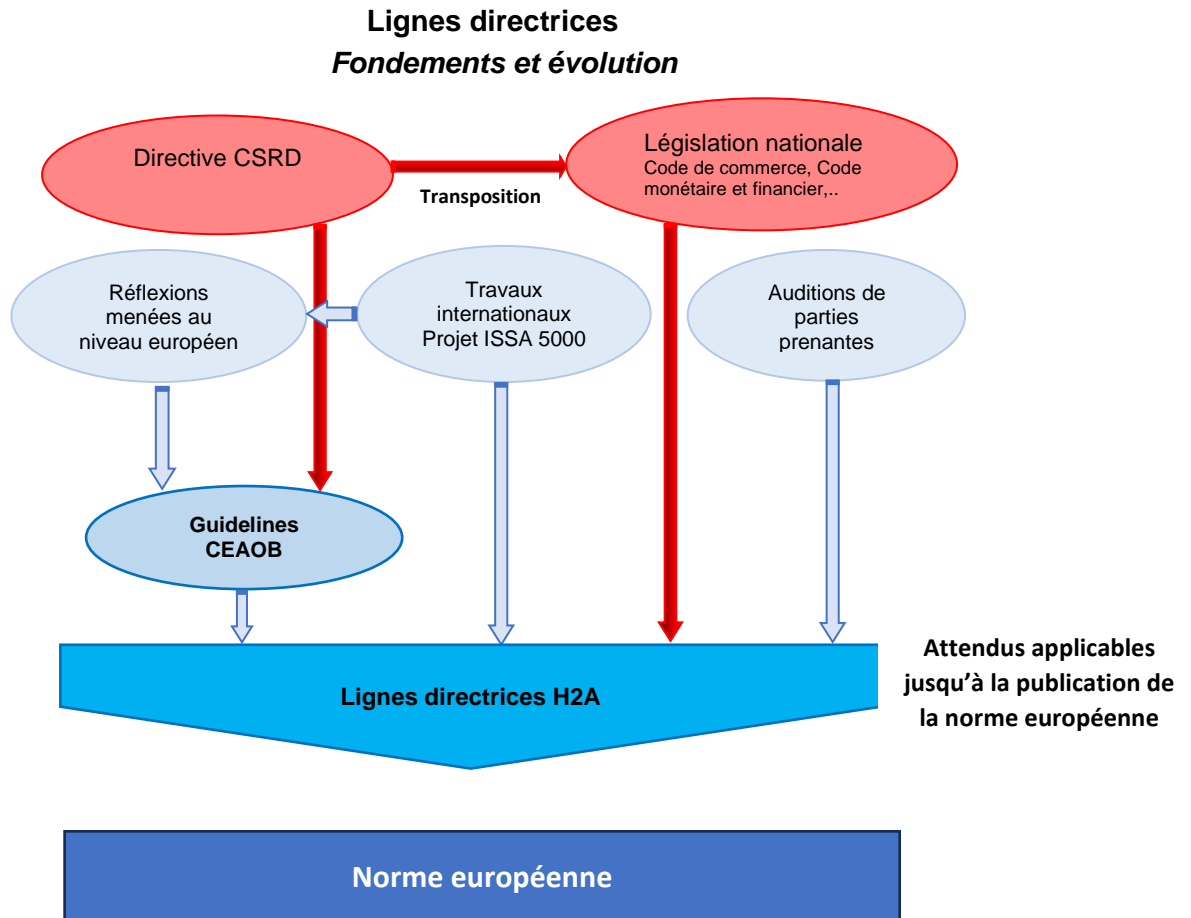 Lignes directrices
Fondements et évolution
Directive CSRD
Transposition
Législation nationale
Code de commerce, Code
monétaire et financier,..
Réflexions
menées au
niveau européen
Travaux
internationaux
Projet ISSA 5000
Auditions de
parties
prenantes
Guidelines
CEAOB
Lignes directrices H2A
Attendus applicables
jusqu’à la publication de
la norme européenne
Norme européenne